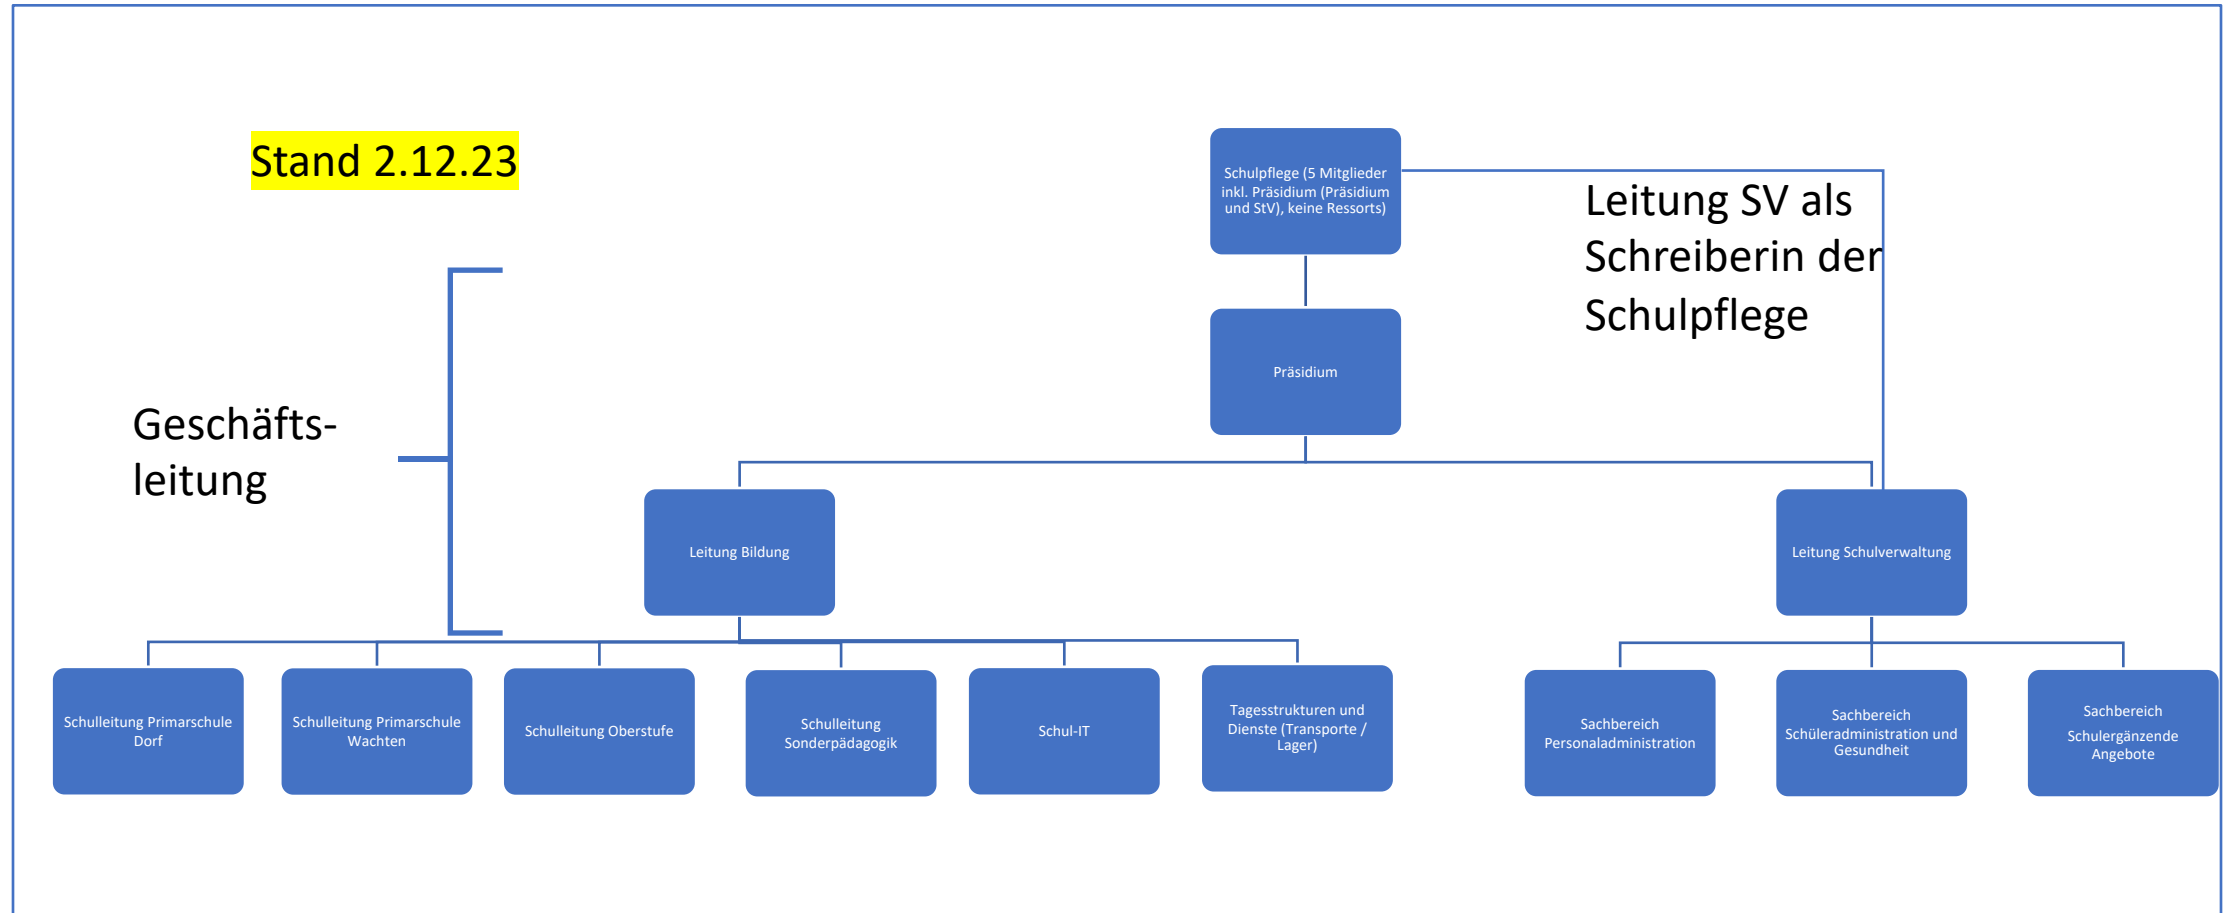 Stand 2.12.23
Schulpflege (5 Mitglieder
inkl. Präsidium (Präsidium
und StV), keine Ressorts)
Leitung SV als
Schreiberin der
Schulpflege
Präsidium
Geschäfts-
leitung
Leitung Bildung
Leitung Schulverwaltung
Schulleitung Primarschule
Dorf
Schulleitung Primarschule
Wachten
Schulleitung Oberstufe
Schulleitung
Sonderpädagogik
Schul-IT
Tagesstrukturen und
Dienste (Transporte /
Lager)
Sachbereich
Personaladministration
Sachbereich
Schüleradministration und
Gesundheit
Sachbereich
Schulergänzende
Angebote